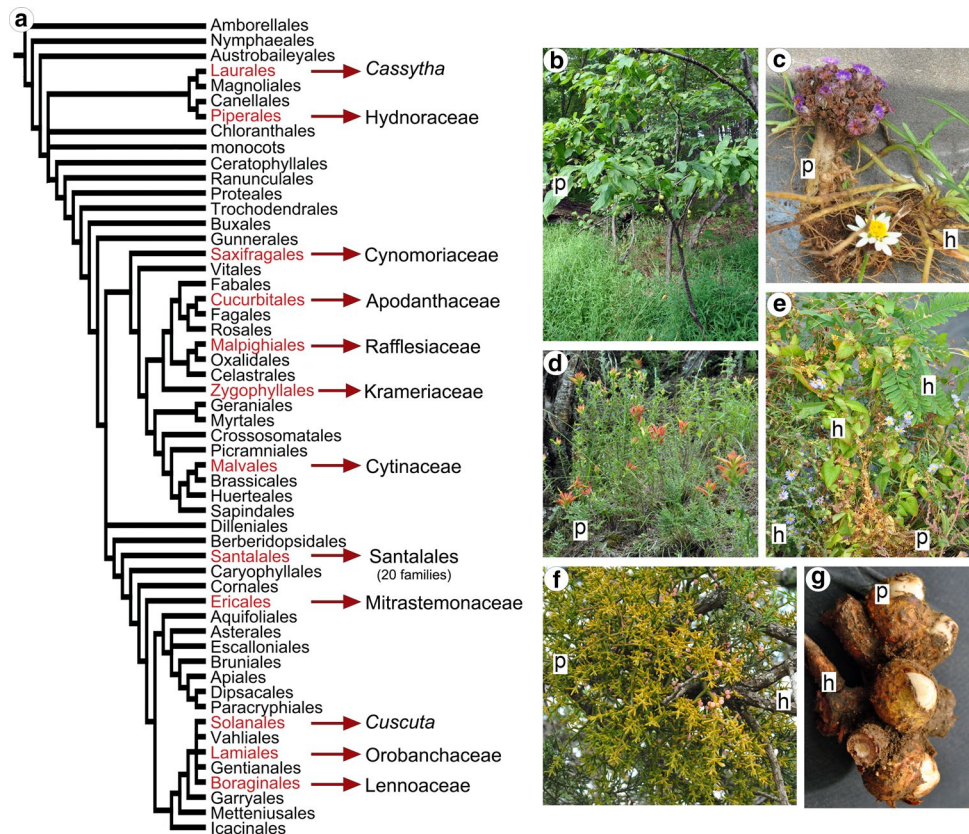 a
Amborellales
Nymphaeales
Austrobaileyales
Laurales Cassytha
Magnoliales
Canellales
Piperales Hydnoraceae
Chloranthales
monocots
Ceratophyllales
Ranunculales
Proteales
Trochodendrales
Buxales
Gunnerales
Saxifragales Cynomoriaceae
Vitales
Fabales
Cucurbitales Apodanthaceae
Fagales
Rosales
Malpighiales Rafflesiaceae
Oxalidales
Celastrales
Zygophyllales Krameriaceae
Geraniales
Myrtales
Crossosomatales
Picramniales
Malvales Cytinaceae
Brassicales
Huerteales
Sapindales
Dilleniales
Berberidopsidales
Santalales Santalales
(20 families)
Caryophyllales
Cornales
Ericales Mitrastemonaceae
Aquifoliales
Asterales
Escalloniales
Bruniales
Apiales
Dipsacales
Paracryphiales
Solanales Cuscuta
Vahliales
Lamiales Orobanchaceae
Gentianales
Boraginales Lennoaceae
Garryales
Metteniusales
Icacinales
b
p
c
p
h
d
p
e
h
h
h
p
f
p
h
g
p
h